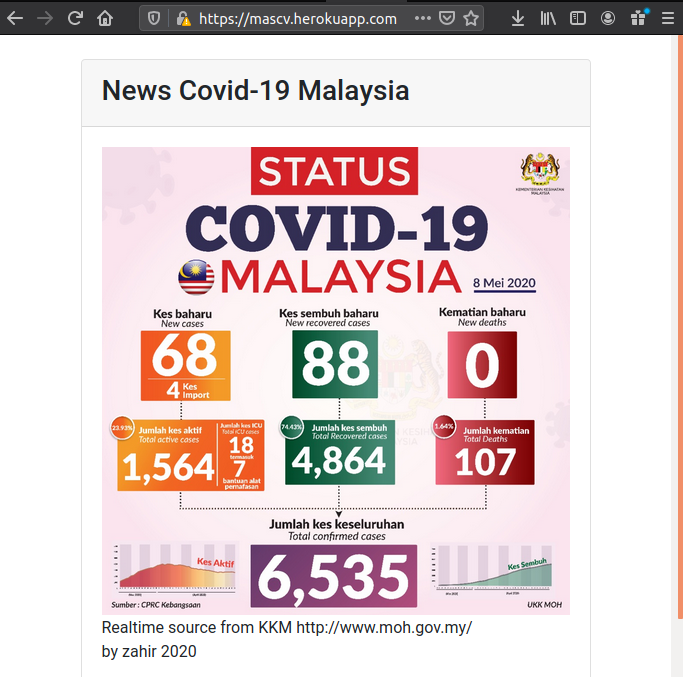 https://mascv.herokuapp.com
News Covid-19 Malaysia
STATUS
KEMENTERIAN KESIHATAN
MALAYSIA
COVID-19
MALAYSIA
8 Mei 2020
Kes baharu
New cases
68
4 Kes Import
Kes sembuh baharu
New recovered cases
88
Kematian baharu
New deaths
0
23.93%
Jumlah kes aktif
Total active cases
1,564
Jumlah kes ICU
Total ICU cases
18
termasuk
7
bantuan alat
pernafasan
74.43%
Jumlah kes sembuh
Total Recovered cases
4,864
1.64%
Jumlah kematian
Total Deaths
107
Jumlah kes keseluruhan
Total confirmed cases
6,535
Kes Aktif
Kes Sembuh
Sumber : CPRC Kebangsaan
UKK MOH
Realtime source from KKM http://www.moh.gov.my/
by zahir 2020